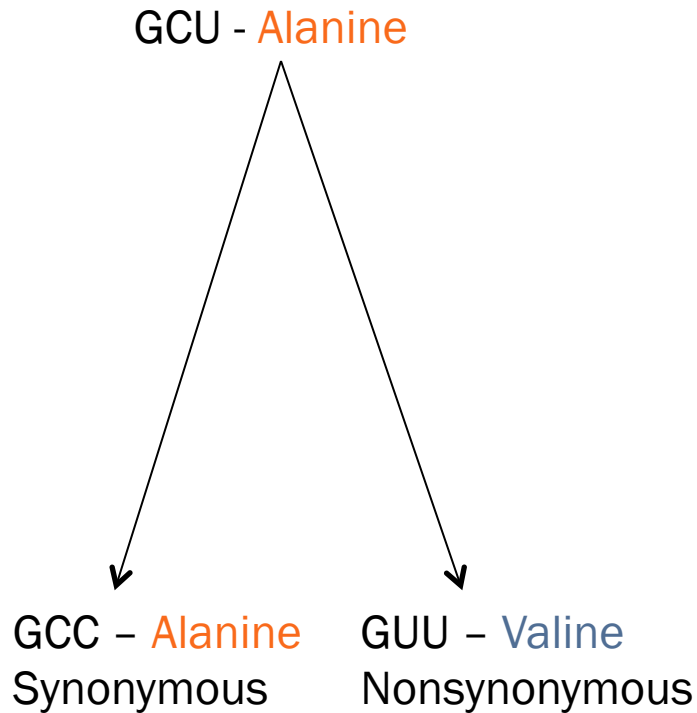 GCU - Alanine
GCC – Alanine
Synonymous
GUU – Valine
Nonsynonymous